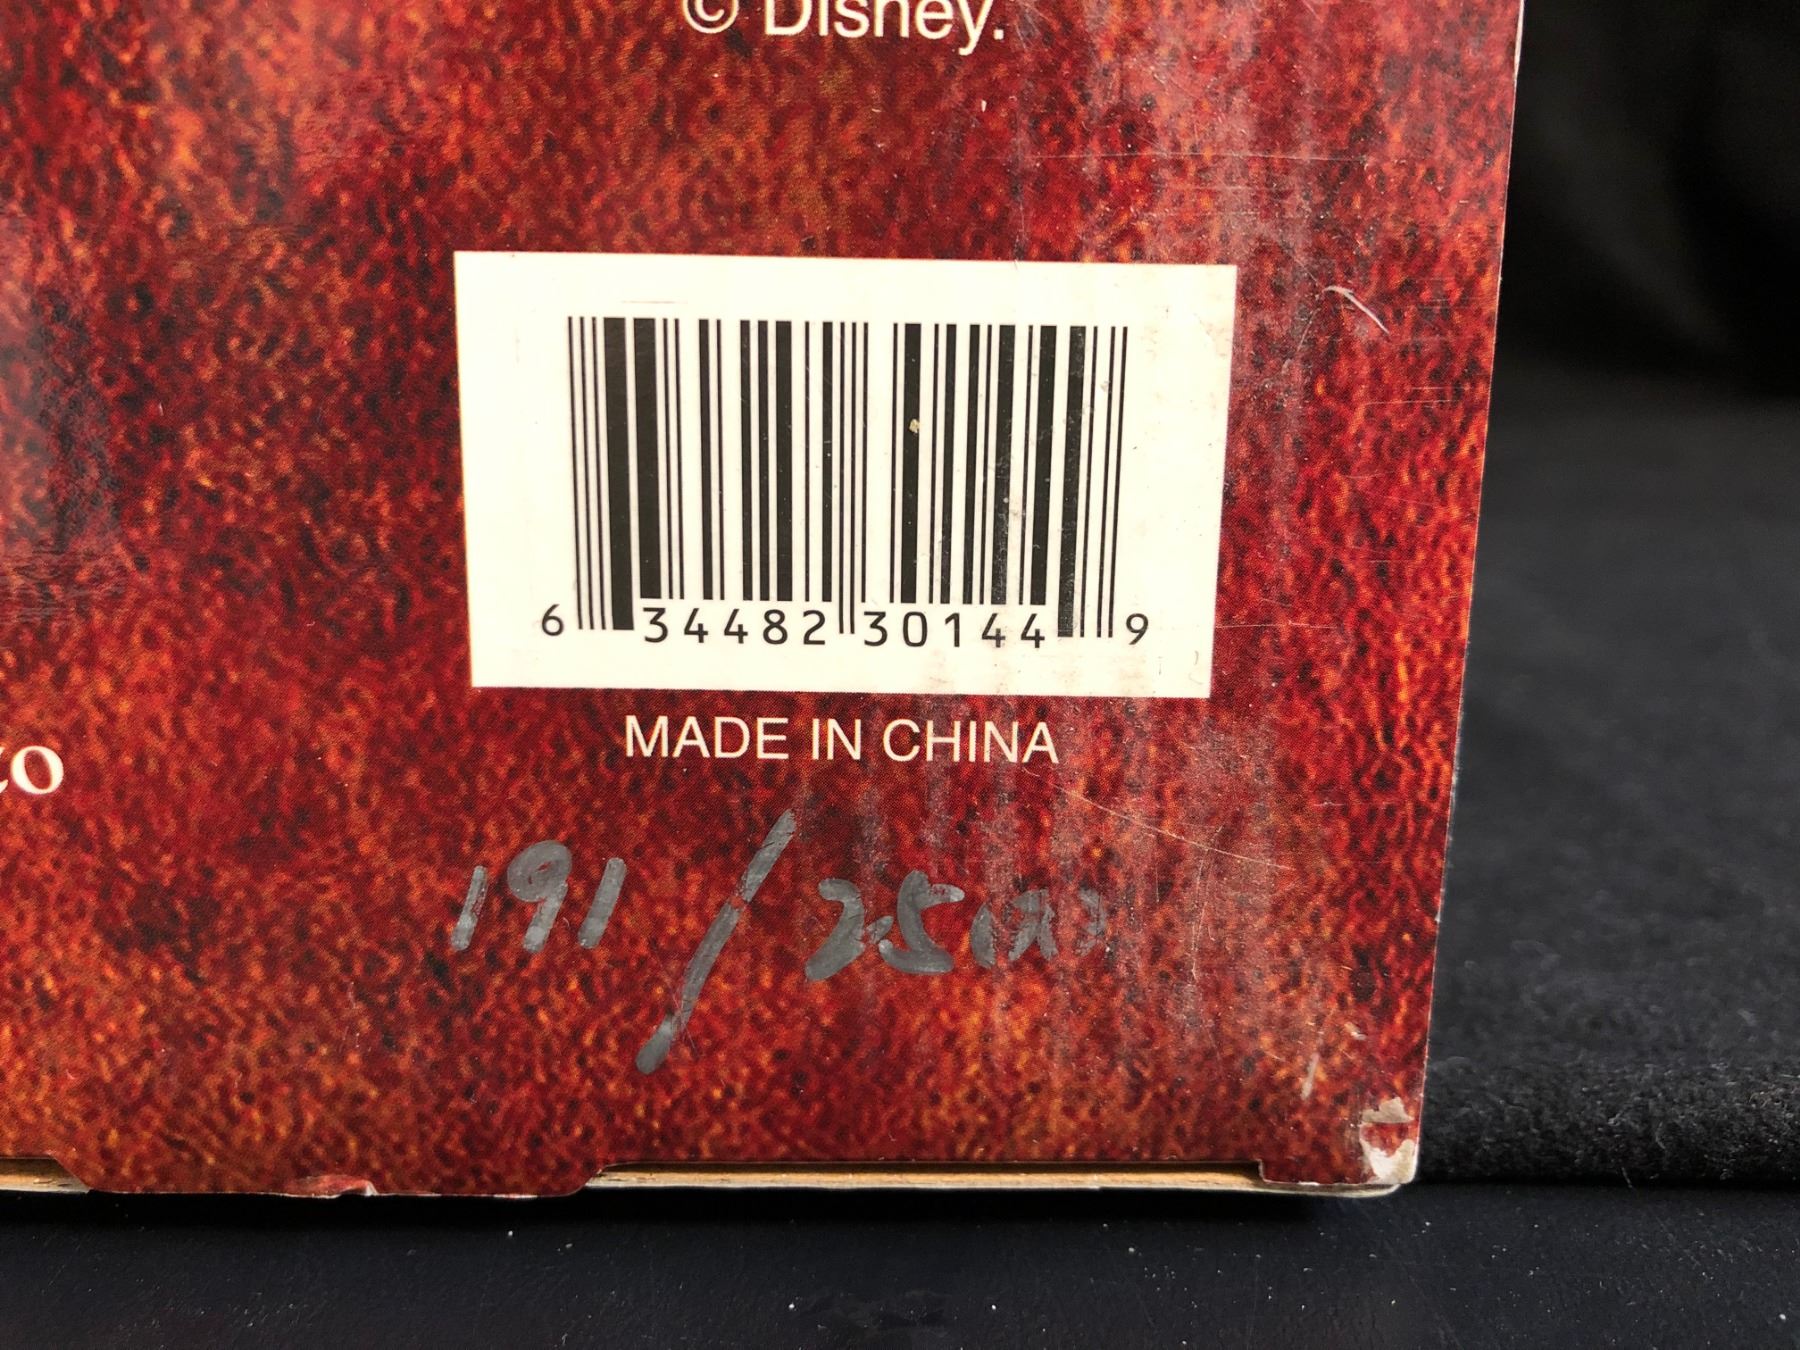 © Disney.
6 34482 30144 9
MADE IN CHINA
191/2500